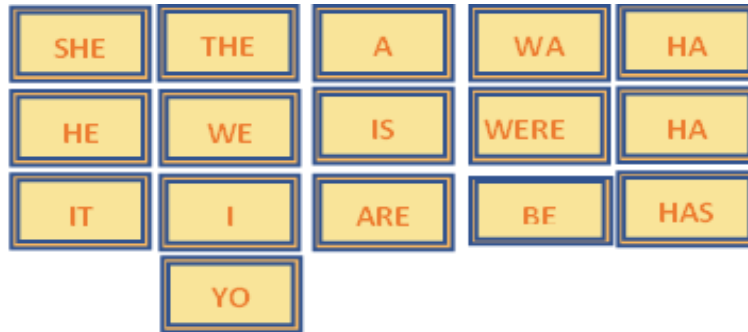 SHE THE A WA HA
HE WE IS WERE HA
IT I ARE BE HAS
YO